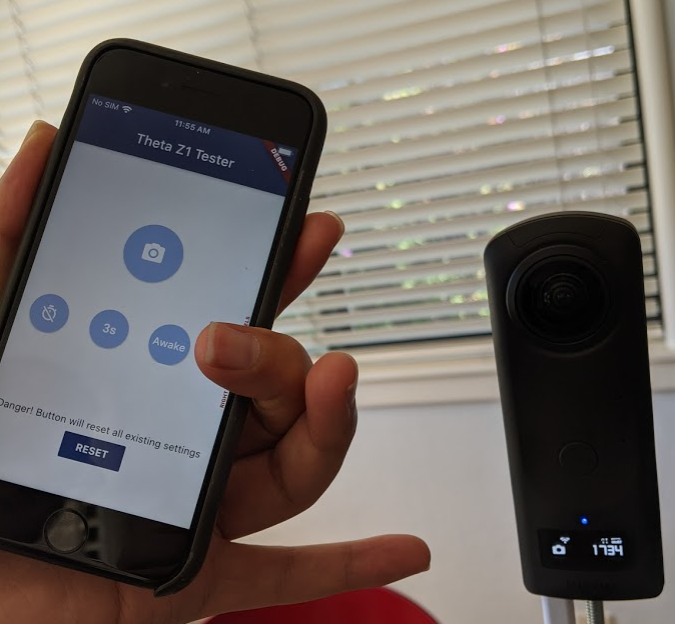 No SIM
11:55 AM
Theta Z1 Tester
DEBUG
3s
Awake
Danger! Button will reset all existing settings
RESET
1734